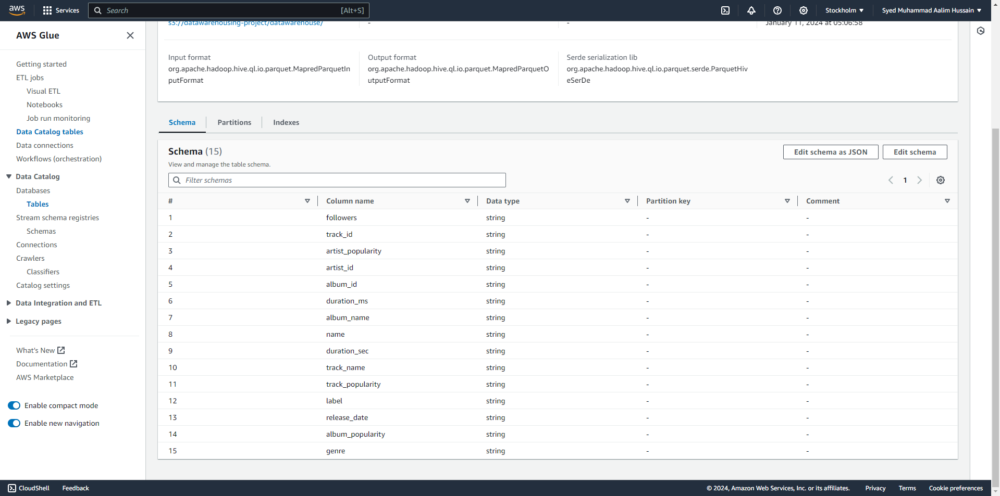 aws
Services
Search
[Alt+S]
Stockholm
Syed Muhammad Aalim Hussain
AWS Glue
Getting started
ETL jobs
Visual ETL
Notebooks
Job run monitoring
Data Catalog tables
Data connections
Workflows (orchestration)
Data Catalog
Databases
Tables
Stream schema registries
Schemas
Connections
Crawlers
Classifiers
Catalog settings
Data Integration and ETL
Legacy pages
What's New
Documentation
AWS Marketplace
Enable compact mode
Enable new navigation
s3://datawarehousing-project/datawarehouse/ - - January 11, 2024 at 05:06:58
Input format
org.apache.hadoop.hive.ql.io.parquet.MapredParquetIn
putFormat
Output format
org.apache.hadoop.hive.ql.io.parquet.MapredParquetO
utputFormat
Serde serialization lib
org.apache.hadoop.hive.ql.io.parquet.serde.ParquetHiv
eSerDe
Schema Partitions Indexes
Schema (15)
View and manage the table schema.
Edit schema as JSON
Edit schema
Filter schemas
1
# Column name Data type Partition key Comment
1 followers string - -
2 track_id string - -
3 artist_popularity string - -
4 artist_id string - -
5 album_id string - -
6 duration_ms string - -
7 album_name string - -
8 name string - -
9 duration_sec string - -
10 track_name string - -
11 track_popularity string - -
12 label string - -
13 release_date string - -
14 album_popularity string - -
15 genre string - -
CloudShell Feedback © 2024, Amazon Web Services, Inc. or its affiliates. Privacy Terms Cookie preferences